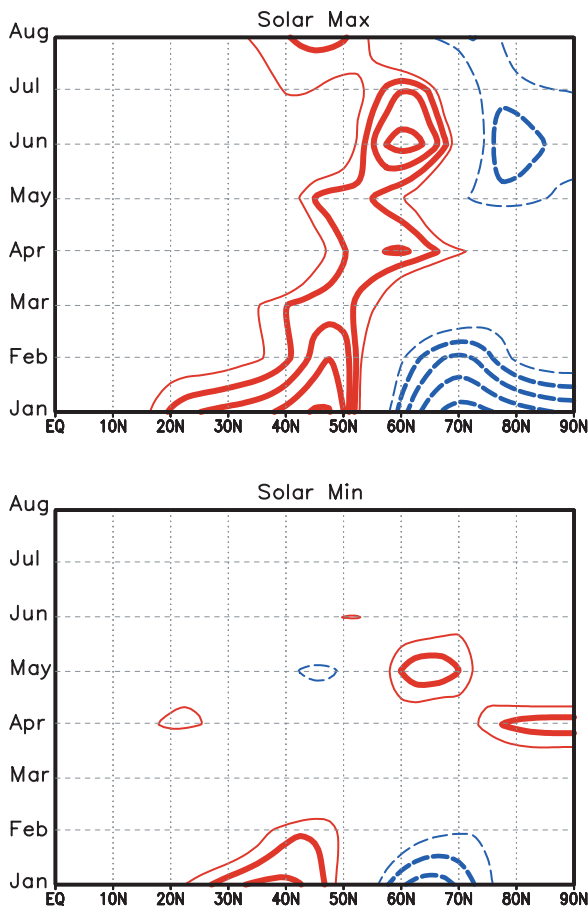 Solar Max
Aug
Jul
Jun
May
Apr
Mar
Feb
Jan
EQ 10N 20N 30N 40N 50N 60N 70N 80N 90N
Solar Min
Aug
Jul
Jun
May
Apr
Mar
Feb
Jan
EQ 10N 20N 30N 40N 50N 60N 70N 80N 90N